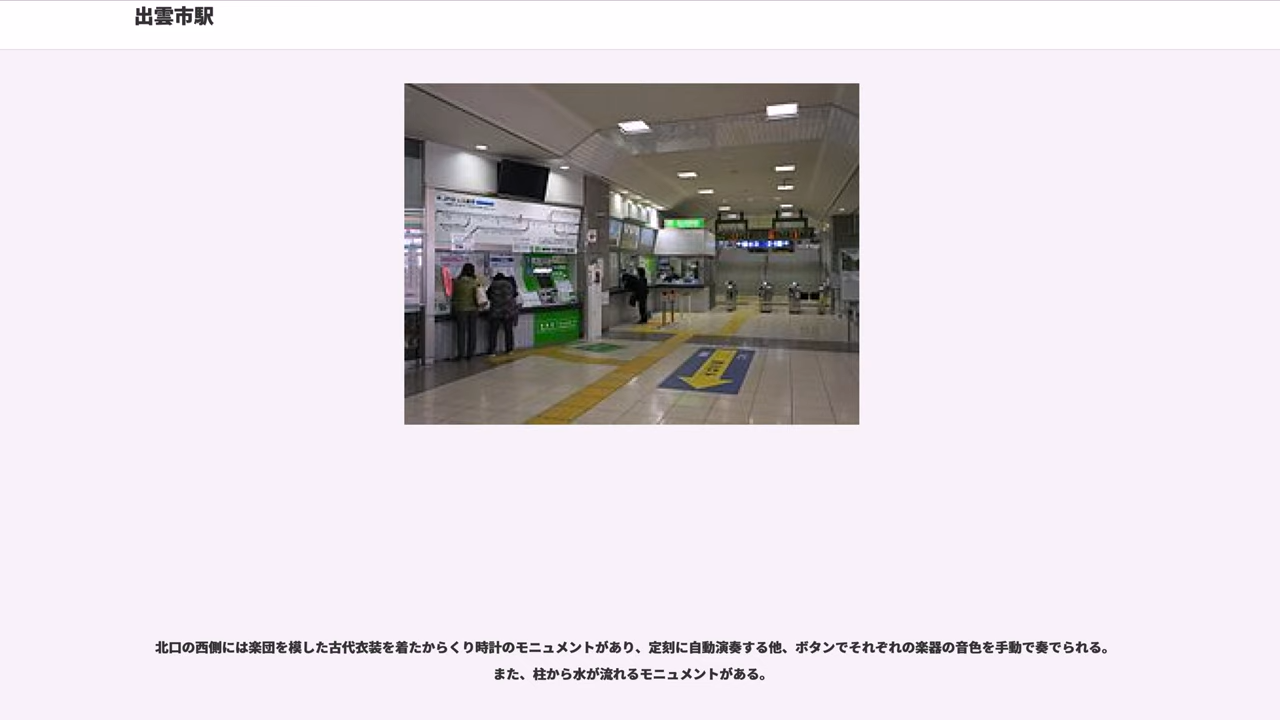 出雲市駅
北口の西側には楽団を模した古代衣装を着たからくり時計のモニュメントがあり、定刻に自動演奏する他、ボタンでそれぞれの楽器の音色を手動で奏でられる。
また、柱から水が流れるモニュメントがある。